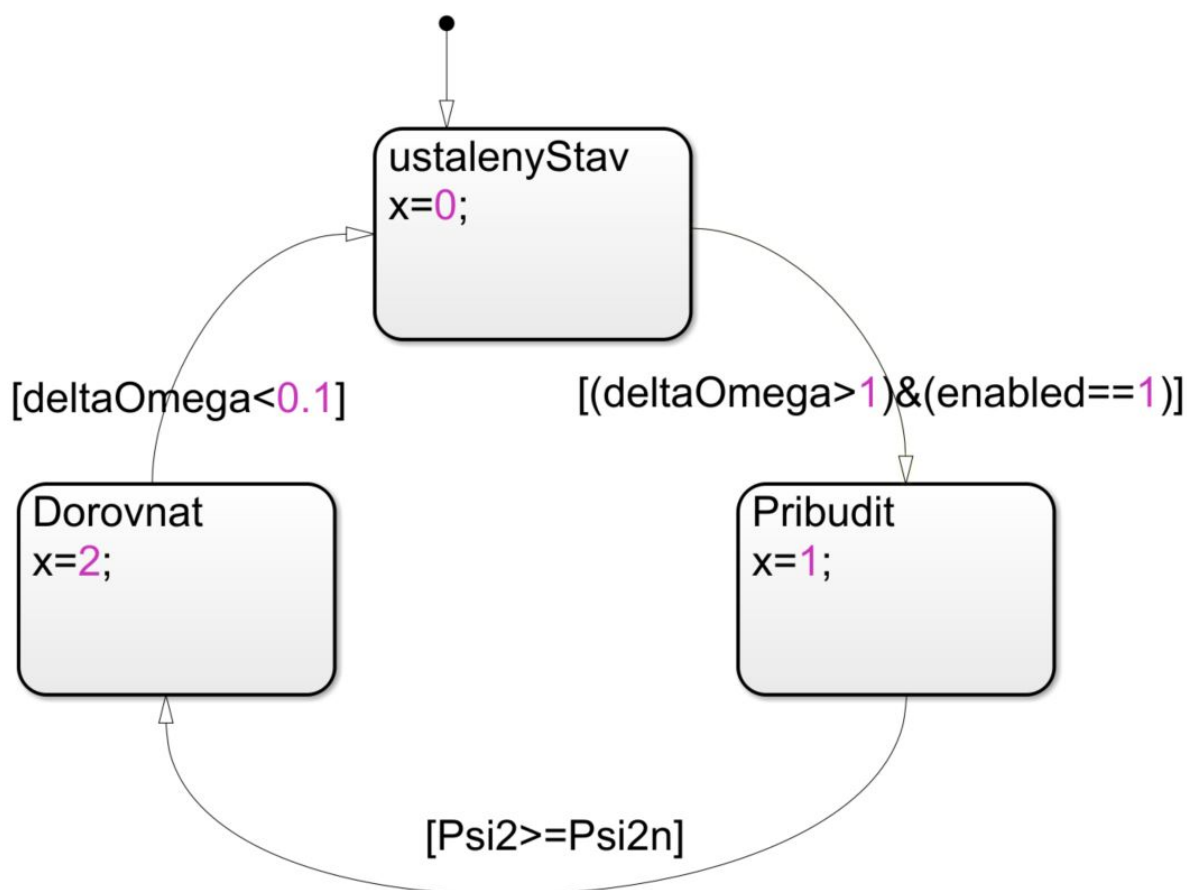 ustalenyStav
x=0;
[deltaOmega<0.1]
[(deltaOmega>1)&(enabled==1)]
Dorovnat
x=2;
Pribudit
x=1;
[Psi2>=Psi2n]